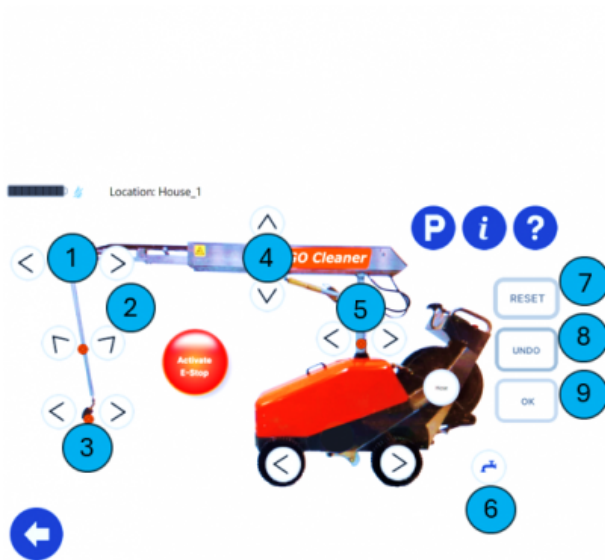 Location: House_1
P i ?
1
4
GO Cleaner
2
5
7
RESET
8
UNDO
Activate
E-Stop
9
OK
3
6